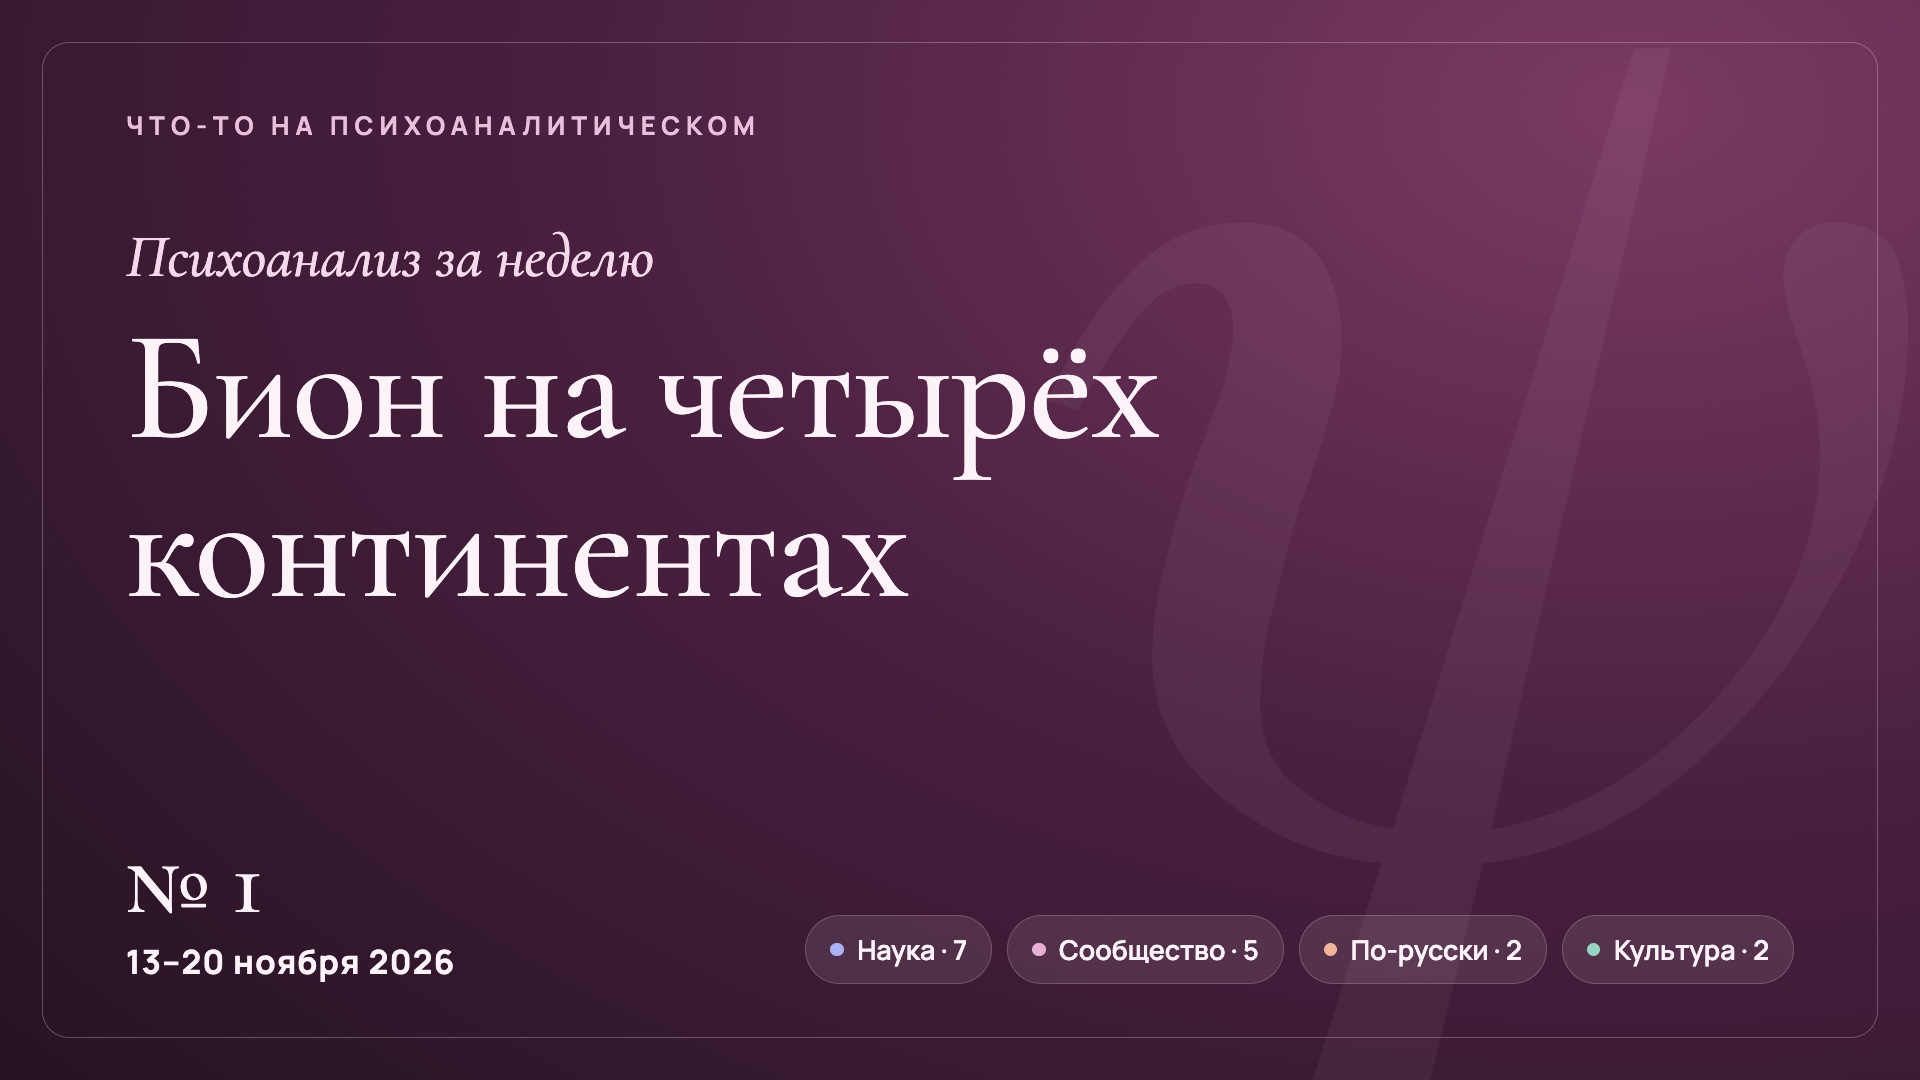 ЧТО-ТО НА ПСИХОАНАЛИТИЧЕСКОМ
Психоанализ за неделю
Бион на четырёх
континентах
№ 1
13–20 ноября 2026
Наука · 7
Сообщество · 5
По-русски · 2
Культура · 2
ψ